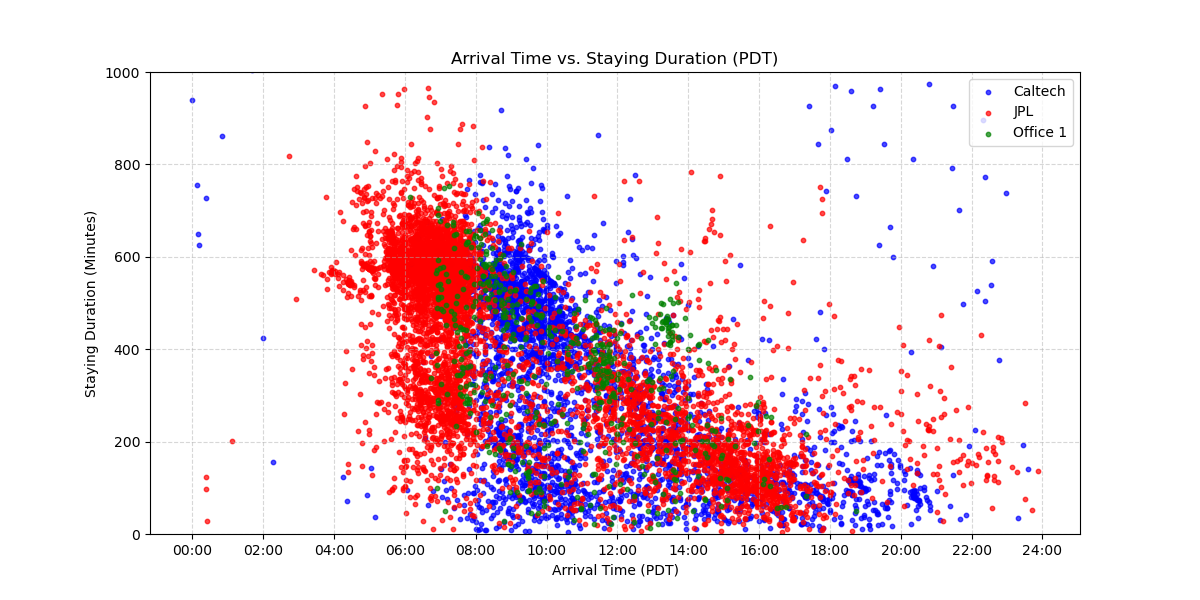 Arrival Time vs. Staying Duration (PDT)
1000
800
600
400
200
0
Staying Duration (Minutes)
Caltech
JPL
Office 1
00:00 02:00 04:00 06:00 08:00 10:00 12:00 14:00 16:00 18:00 20:00 22:00 24:00
Arrival Time (PDT)